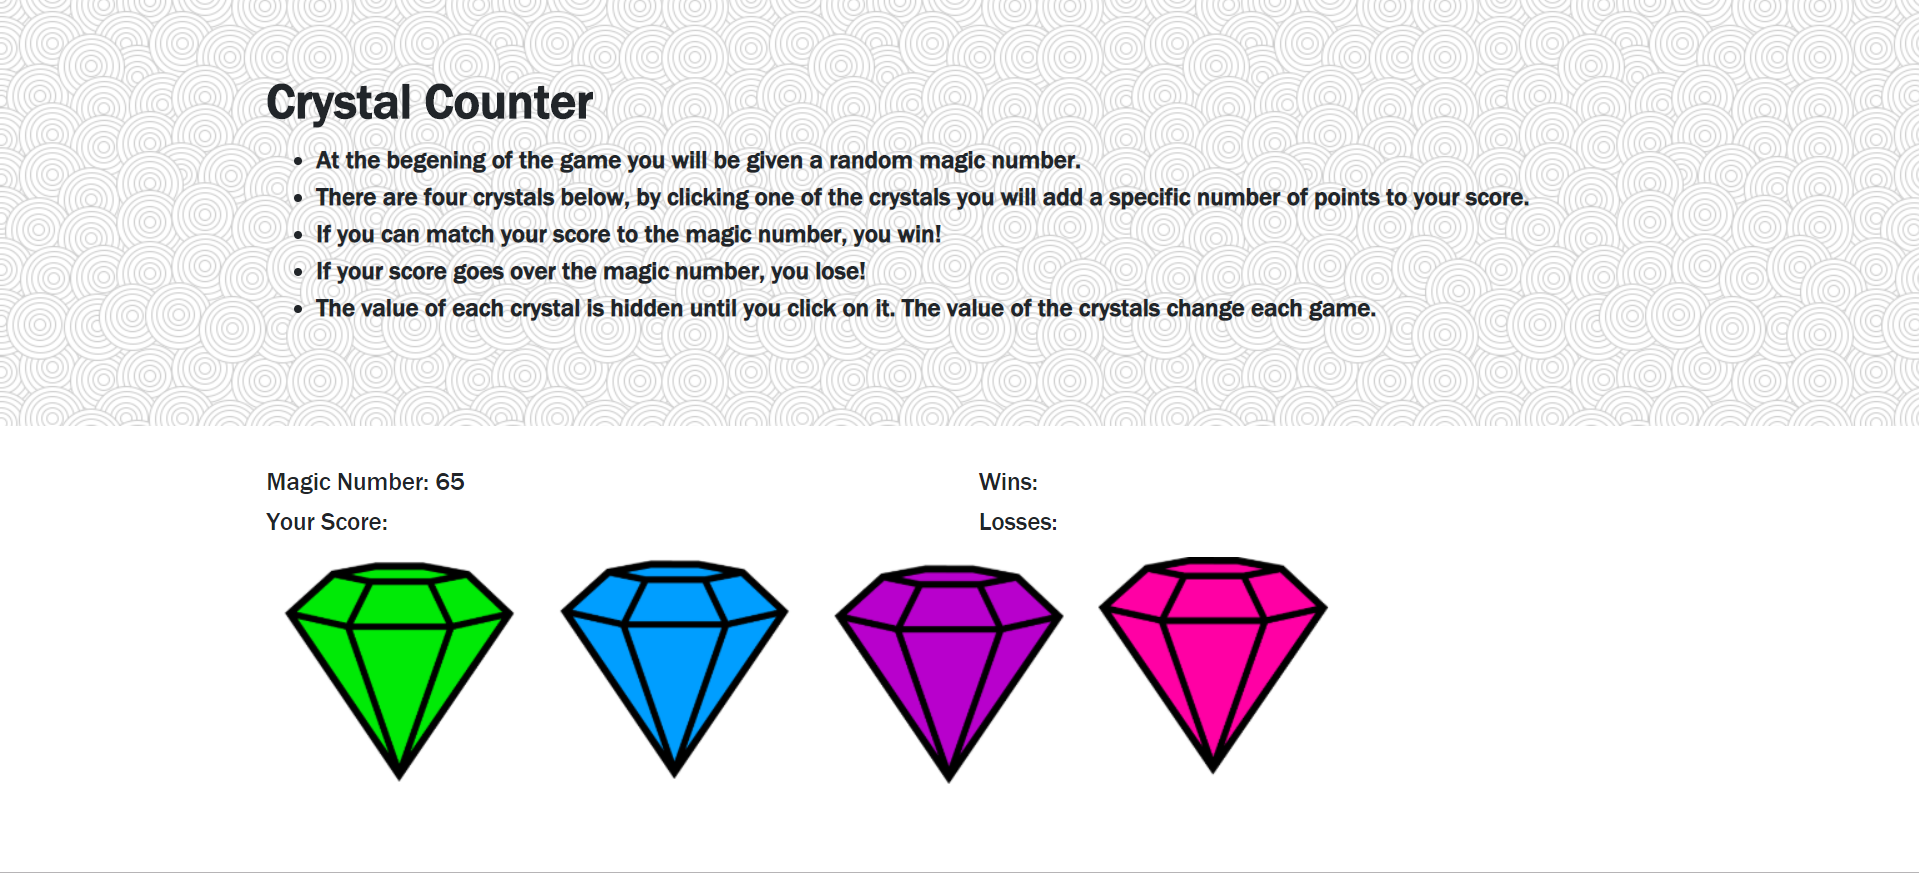 Crystal Counter
At the begening of the game you will be given a random magic number.
There are four crystals below, by clicking one of the crystals you will add a specific number of points to your score.
If you can match your score to the magic number, you win!
If your score goes over the magic number, you lose!
The value of each crystal is hidden until you click on it. The value of the crystals change each game.
Magic Number: 65
Wins:
Your Score:
Losses: